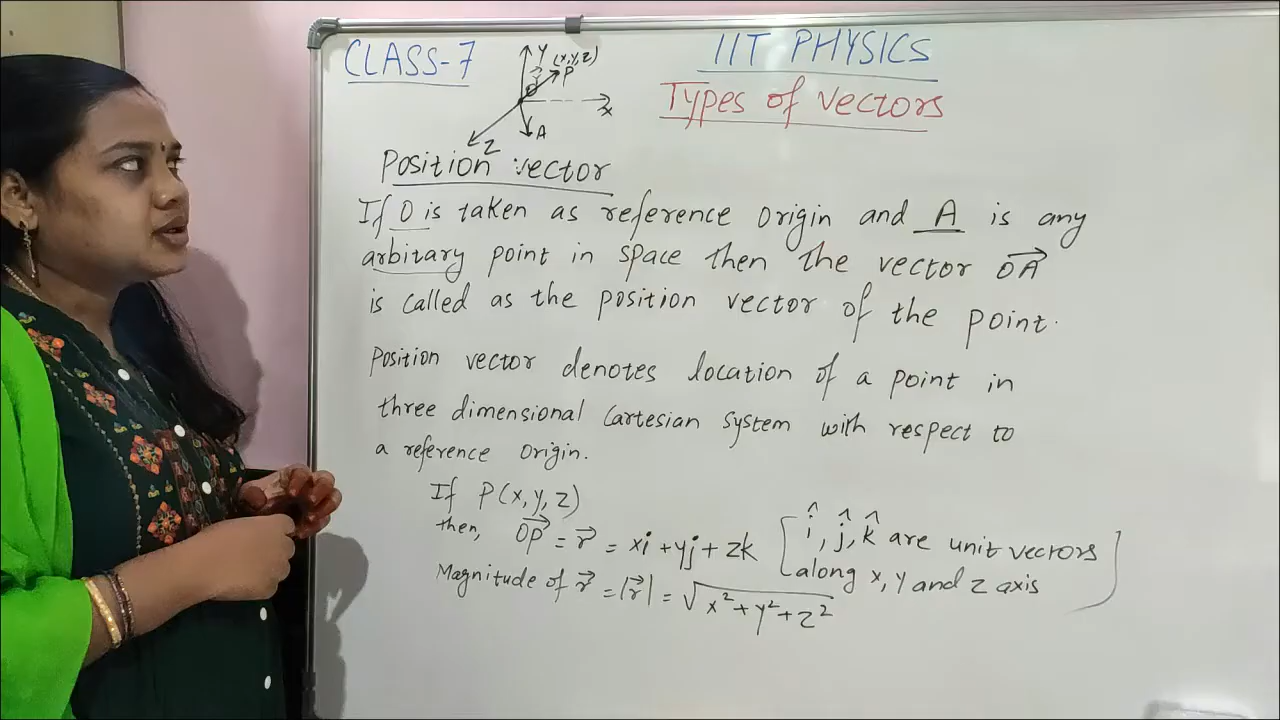 CLASS-7
IIT PHYSICS
Types of vectors
Y
(x,y,z)
P
x
A
Z
Position vector
If O is taken as reference origin and A is any
arbitary point in space then the vector OA⃗
is called as the position vector of the point.
Position vector denotes location of a point in
three dimensional Cartesian system with respect to
a reference origin.
If P(x,y,z)
then, OP⃗ = r⃗ = xi + yj + zk [î, ĵ, k̂ are unit vectors
along x, y and z axis]
Magnitude of r⃗ = |r⃗| = √x²+y²+z²